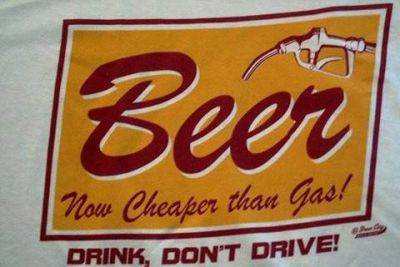 Beer
Now Cheaper than Gas!
DRINK, DON'T DRIVE!